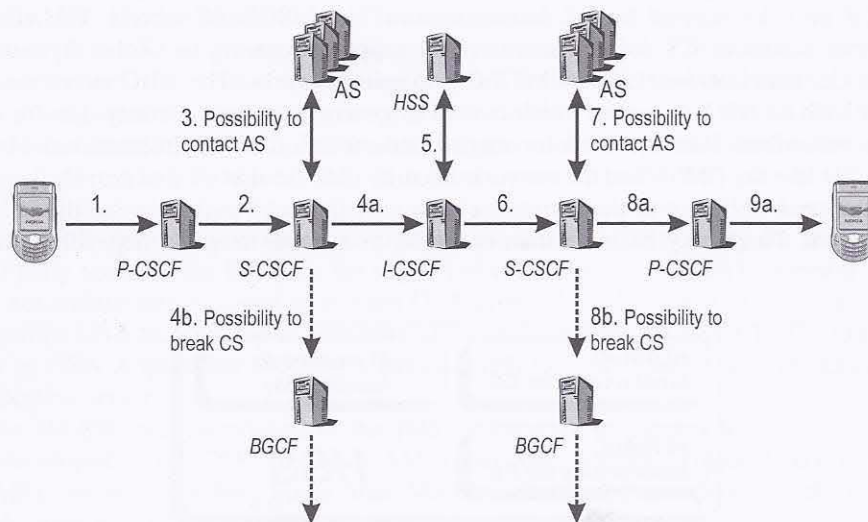 AS
HSS
AS
3. Possibility to
contact AS
5.
7. Possibility to
contact AS
1.
2.
4a.
6.
8a.
9a.
P-CSCF
S-CSCF
I-CSCF
S-CSCF
P-CSCF
4b. Possibility to
break CS
8b. Possibility to
break CS
BGCF
BGCF